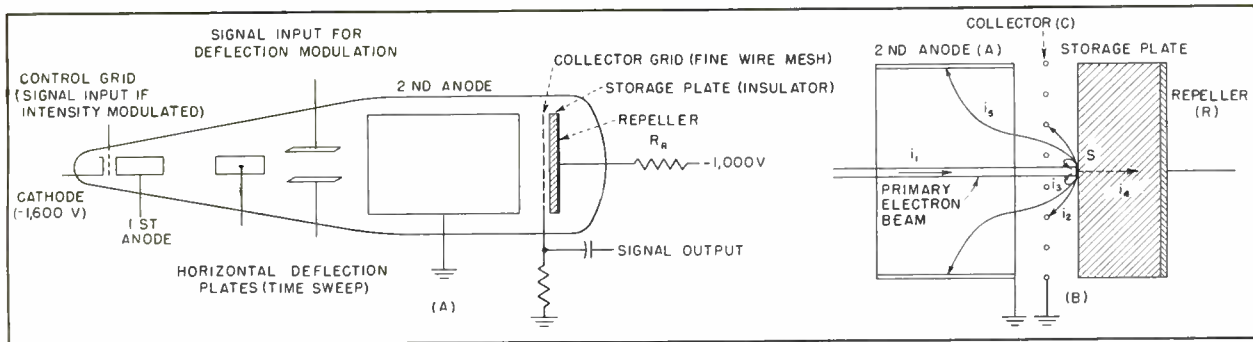 SIGNAL INPUT FOR
DEFLECTION MODULATION
CONTROL GRID
(SIGNAL INPUT IF
INTENSITY MODULATED)
2 ND ANODE
COLLECTOR GRID (FINE WIRE MESH)
STORAGE PLATE (INSULATOR)
REPELLER
R_R
-1,000 V
CATHODE
(-1,600 V)
1 ST
ANODE
HORIZONTAL DEFLECTION
PLATES (TIME SWEEP)
(A)
SIGNAL OUTPUT
COLLECTOR (C)
2 ND ANODE (A)
STORAGE PLATE
REPELLER
(R)
i5
i1
S
PRIMARY
ELECTRON
BEAM
i3
i4
i2
(B)